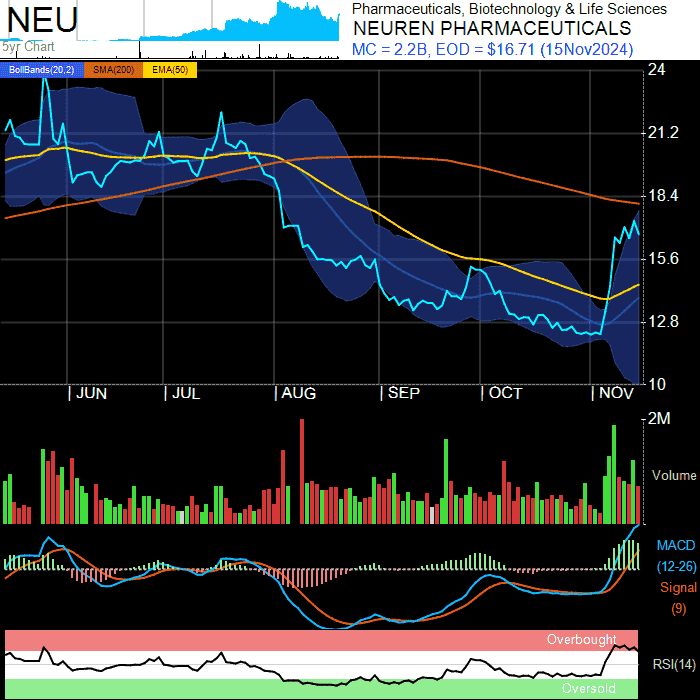 NEU
5yr Chart
Pharmaceuticals, Biotechnology & Life Sciences
NEUREN PHARMACEUTICALS
MC = 2.2B, EOD = $16.71 (15Nov2024)
BollBands(20,2) SMA(200) EMA(50)
24
21.2
18.4
15.6
12.8
10
JUN JUL AUG SEP OCT NOV
2M
Volume
MACD
(12-26)
Signal
(9)
Overbought
RSI(14)
Oversold